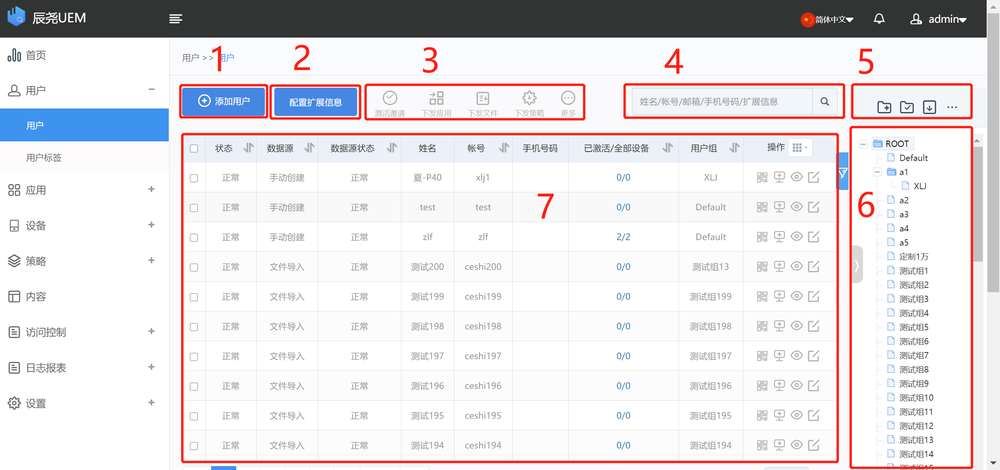 辰尧UEM
简体中文
admin
首页
用户
用户
用户标签
应用
设备
策略
内容
访问控制
日志报表
设置
用户 >> 用户
1
2
3
4
5
添加用户
配置扩展信息
激活邀请 下发应用 下发文件 下发策略 更多
姓名/帐号/邮箱/手机号码/扩展信息
状态 数据源 数据源状态 姓名 帐号 手机号码 已激活/全部设备 用户组 操作
正常 手动创建 正常 夏-P40 xlj1 0/0 XLJ
正常 手动创建 正常 test test 0/0 Default
正常 手动创建 正常 zlf zlf 2/2 Default
正常 文件导入 正常 测试200 ceshi200 0/0 测试组13
正常 文件导入 正常 测试199 ceshi199 0/0 测试组199
正常 文件导入 正常 测试198 ceshi198 0/0 测试组198
正常 文件导入 正常 测试197 ceshi197 0/0 测试组197
正常 文件导入 正常 测试196 ceshi196 0/0 测试组196
正常 文件导入 正常 测试195 ceshi195 0/0 测试组195
正常 文件导入 正常 测试194 ceshi194 0/0 测试组194
7
6
ROOT
Default
a1
XLJ
a2
a3
a4
a5
定制1万
测试组1
测试组2
测试组3
测试组4
测试组5
测试组6
测试组7
测试组8
测试组9
测试组10
测试组11
测试组12
测试组13
测试组14